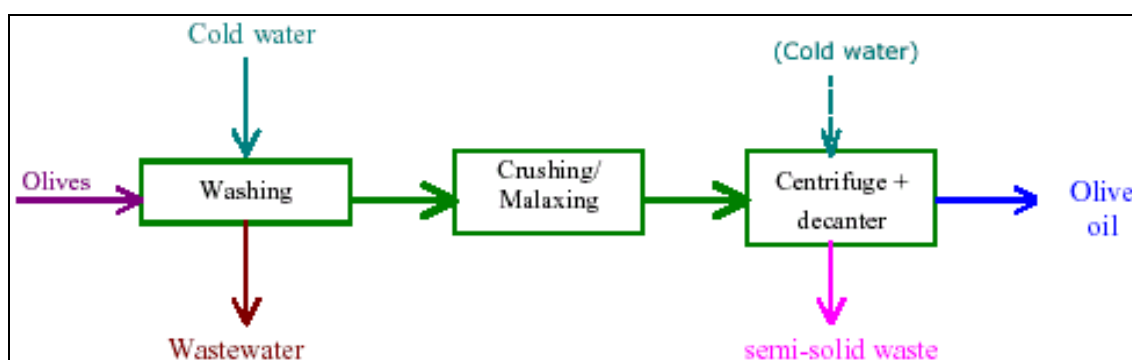 Cold water
(Cold water)
Olives
Washing
Crushing/
Malaxing
Centrifuge +
decanter
Olive
oil
Wastewater
semi-solid waste